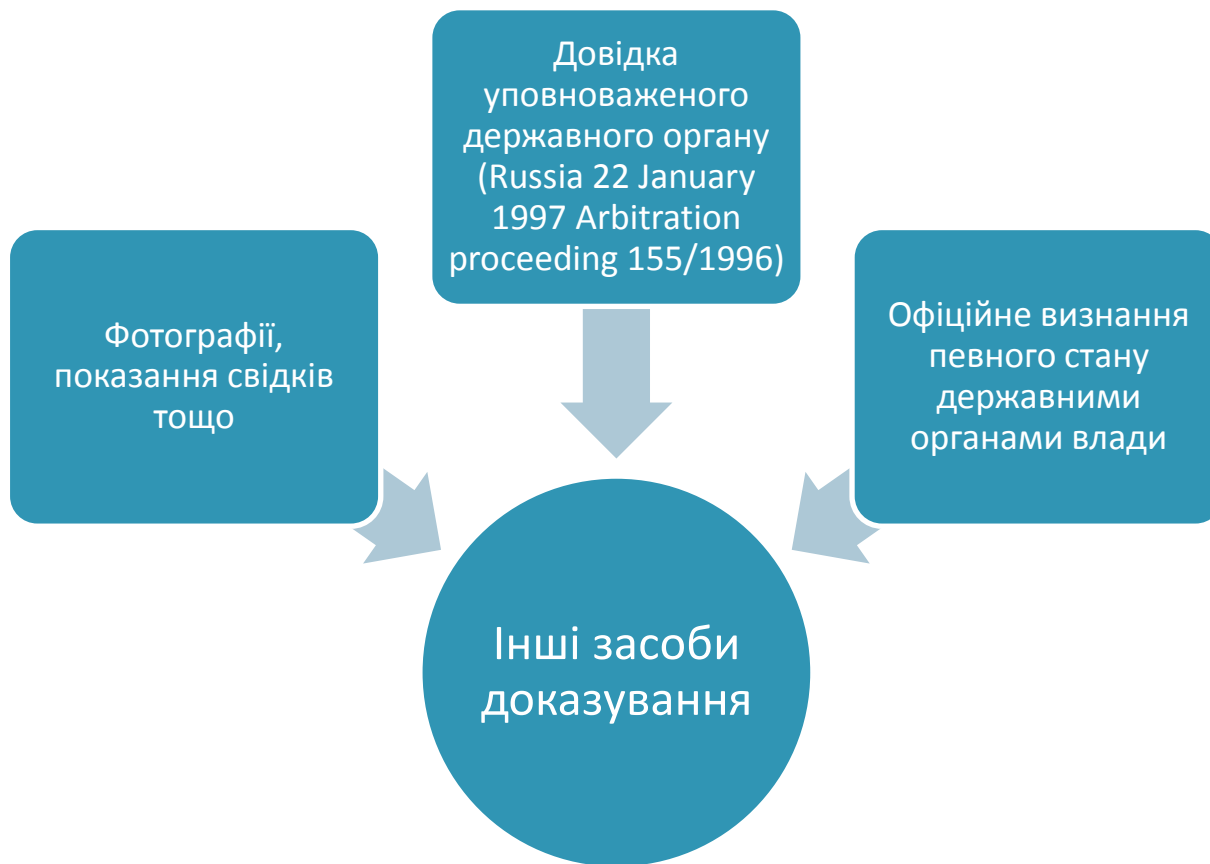 Довідка
уповноваженого
державного органу
(Russia 22 January
1997 Arbitration
proceeding 155/1996)
Фотографії,
показання свідків
тощо
Офіційне визнання
певного стану
державними
органами влади
Інші засоби
доказування